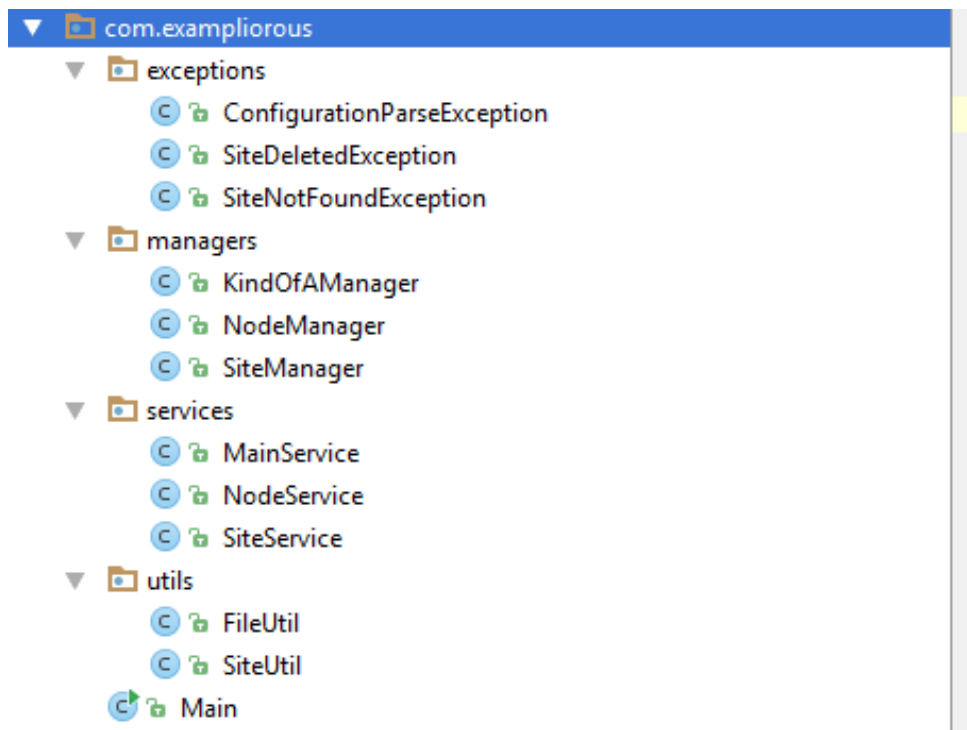 com.exampliorous
exceptions
C ConfigurationParseException
C SiteDeletedException
C SiteNotFoundException
managers
C KindOfAManager
C NodeManager
C SiteManager
services
C MainService
C NodeService
C SiteService
utils
C FileUtil
C SiteUtil
C Main